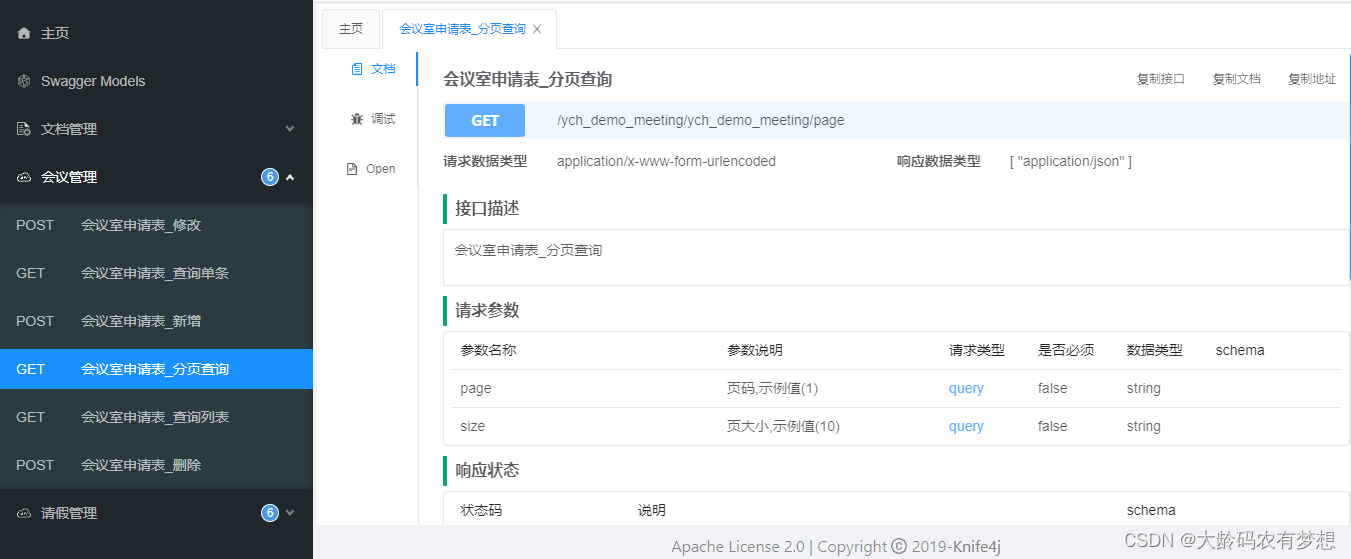 主页
Swagger Models
文档管理
会议管理 6
POST 会议室申请表_修改
GET 会议室申请表_查询单条
POST 会议室申请表_新增
GET 会议室申请表_分页查询
GET 会议室申请表_查询列表
POST 会议室申请表_删除
请假管理 6
主页 会议室申请表_分页查询
文档
调试
Open
会议室申请表_分页查询 复制接口 复制文档 复制地址
GET /ych_demo_meeting/ych_demo_meeting/page
请求数据类型 application/x-www-form-urlencoded 响应数据类型 [ "application/json" ]
接口描述
会议室申请表_分页查询
请求参数
参数名称 参数说明 请求类型 是否必须 数据类型 schema
page 页码,示例值(1) query false string
size 页大小,示例值(10) query false string
响应状态
状态码 说明 schema
Apache License 2.0 | Copyright © 2019-Knife4j
CSDN @大龄码农有梦想